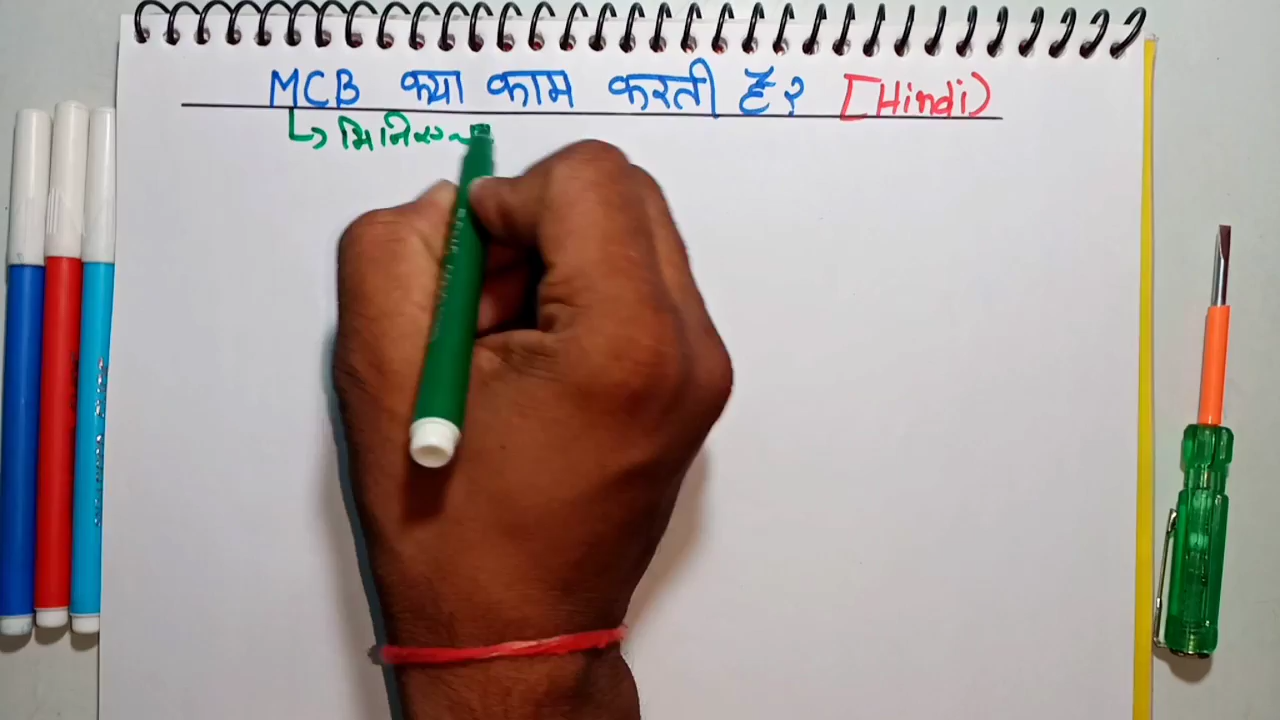 MCB क्या काम करती है? [Hindi)